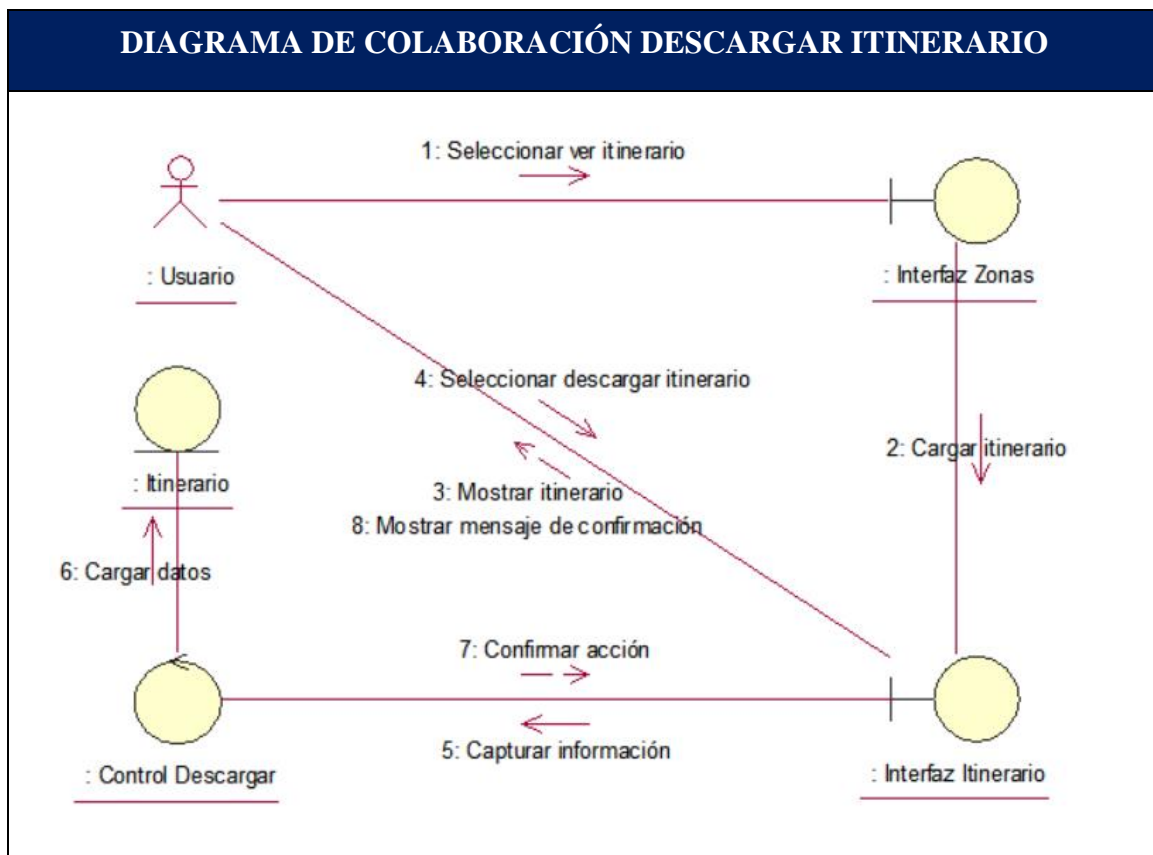 DIAGRAMA DE COLABORACIÓN DESCARGAR ITINERARIO
1: Seleccionar ver itinerario
: Usuario
: Interfaz Zonas
4: Seleccionar descargar itinerario
2: Cargar itinerario
: Itinerario
3: Mostrar itinerario
8: Mostrar mensaje de confirmación
6: Cargar datos
7: Confirmar acción
5: Capturar información
: Control Descargar
: Interfaz Itinerario